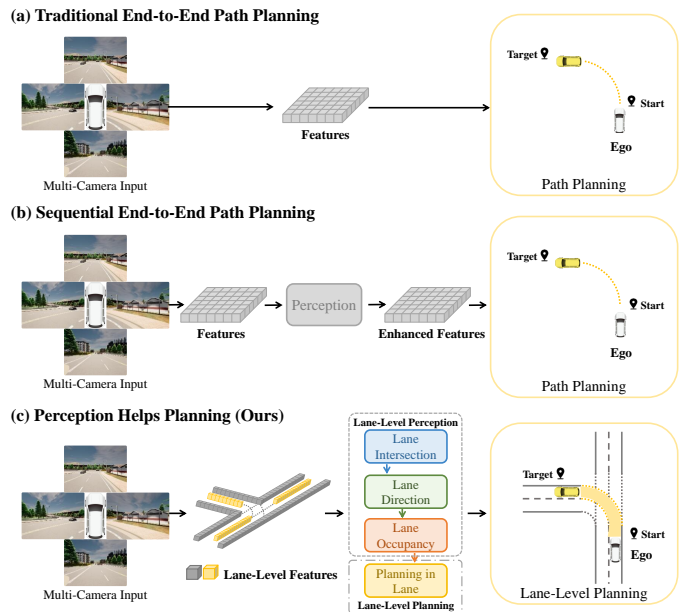 (a) Traditional End-to-End Path Planning
Multi-Camera Input
Features
Target
Start
Ego
Path Planning
(b) Sequential End-to-End Path Planning
Multi-Camera Input
Features
Perception
Enhanced Features
Target
Start
Ego
Path Planning
(c) Perception Helps Planning (Ours)
Multi-Camera Input
Lane-Level Features
Lane-Level Perception
Lane
Intersection
Lane
Direction
Lane
Occupancy
Planning in
Lane
Lane-Level Planning
Target
Start
Ego
Lane-Level Planning